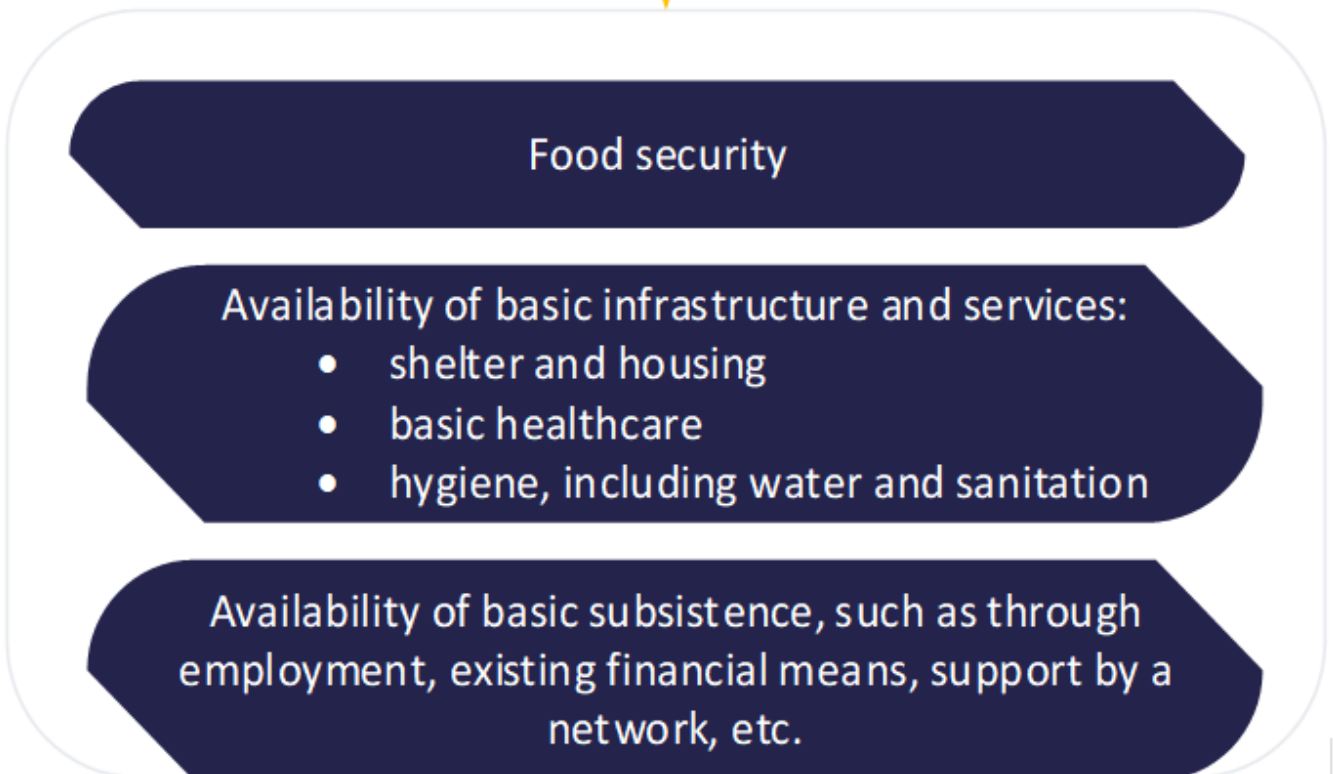 Food security
Availability of basic infrastructure and services:
• shelter and housing
• basic healthcare
• hygiene, including water and sanitation
Availability of basic subsistence, such as through
employment, existing financial means, support by a
network, etc.